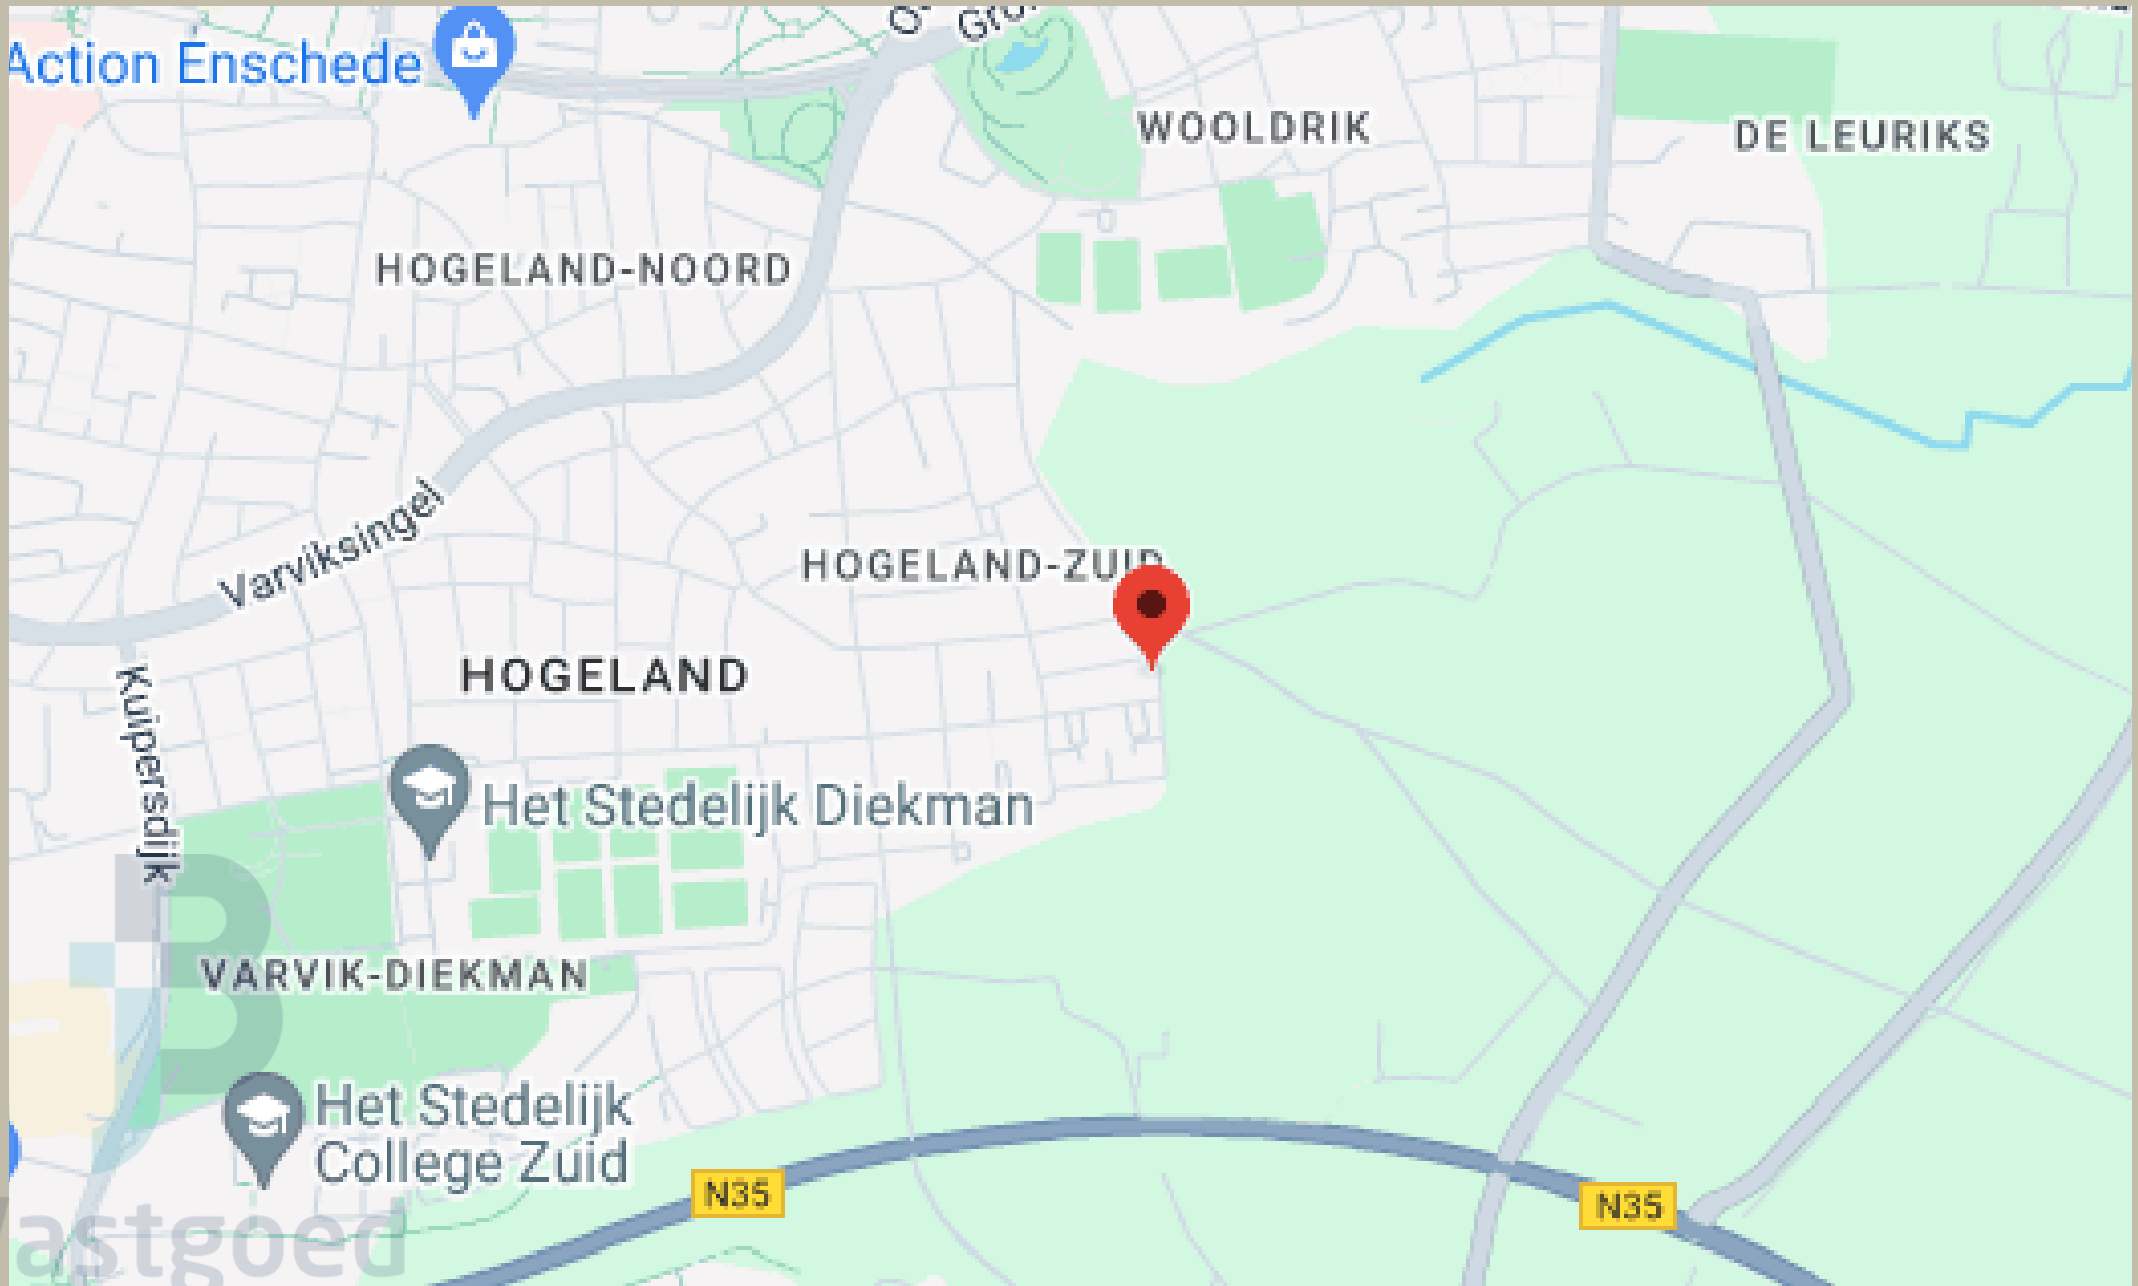 Action Enschede
WOOLDRIK
DE LEURIKS
HOGELAND-NOORD
Varviksingel
HOGELAND-ZUID
HOGELAND
Kuipersdijk
Het Stedelijk Diekman
VARVIK-DIEKMAN
Het Stedelijk
College Zuid
N35
N35
B
Vastgoed